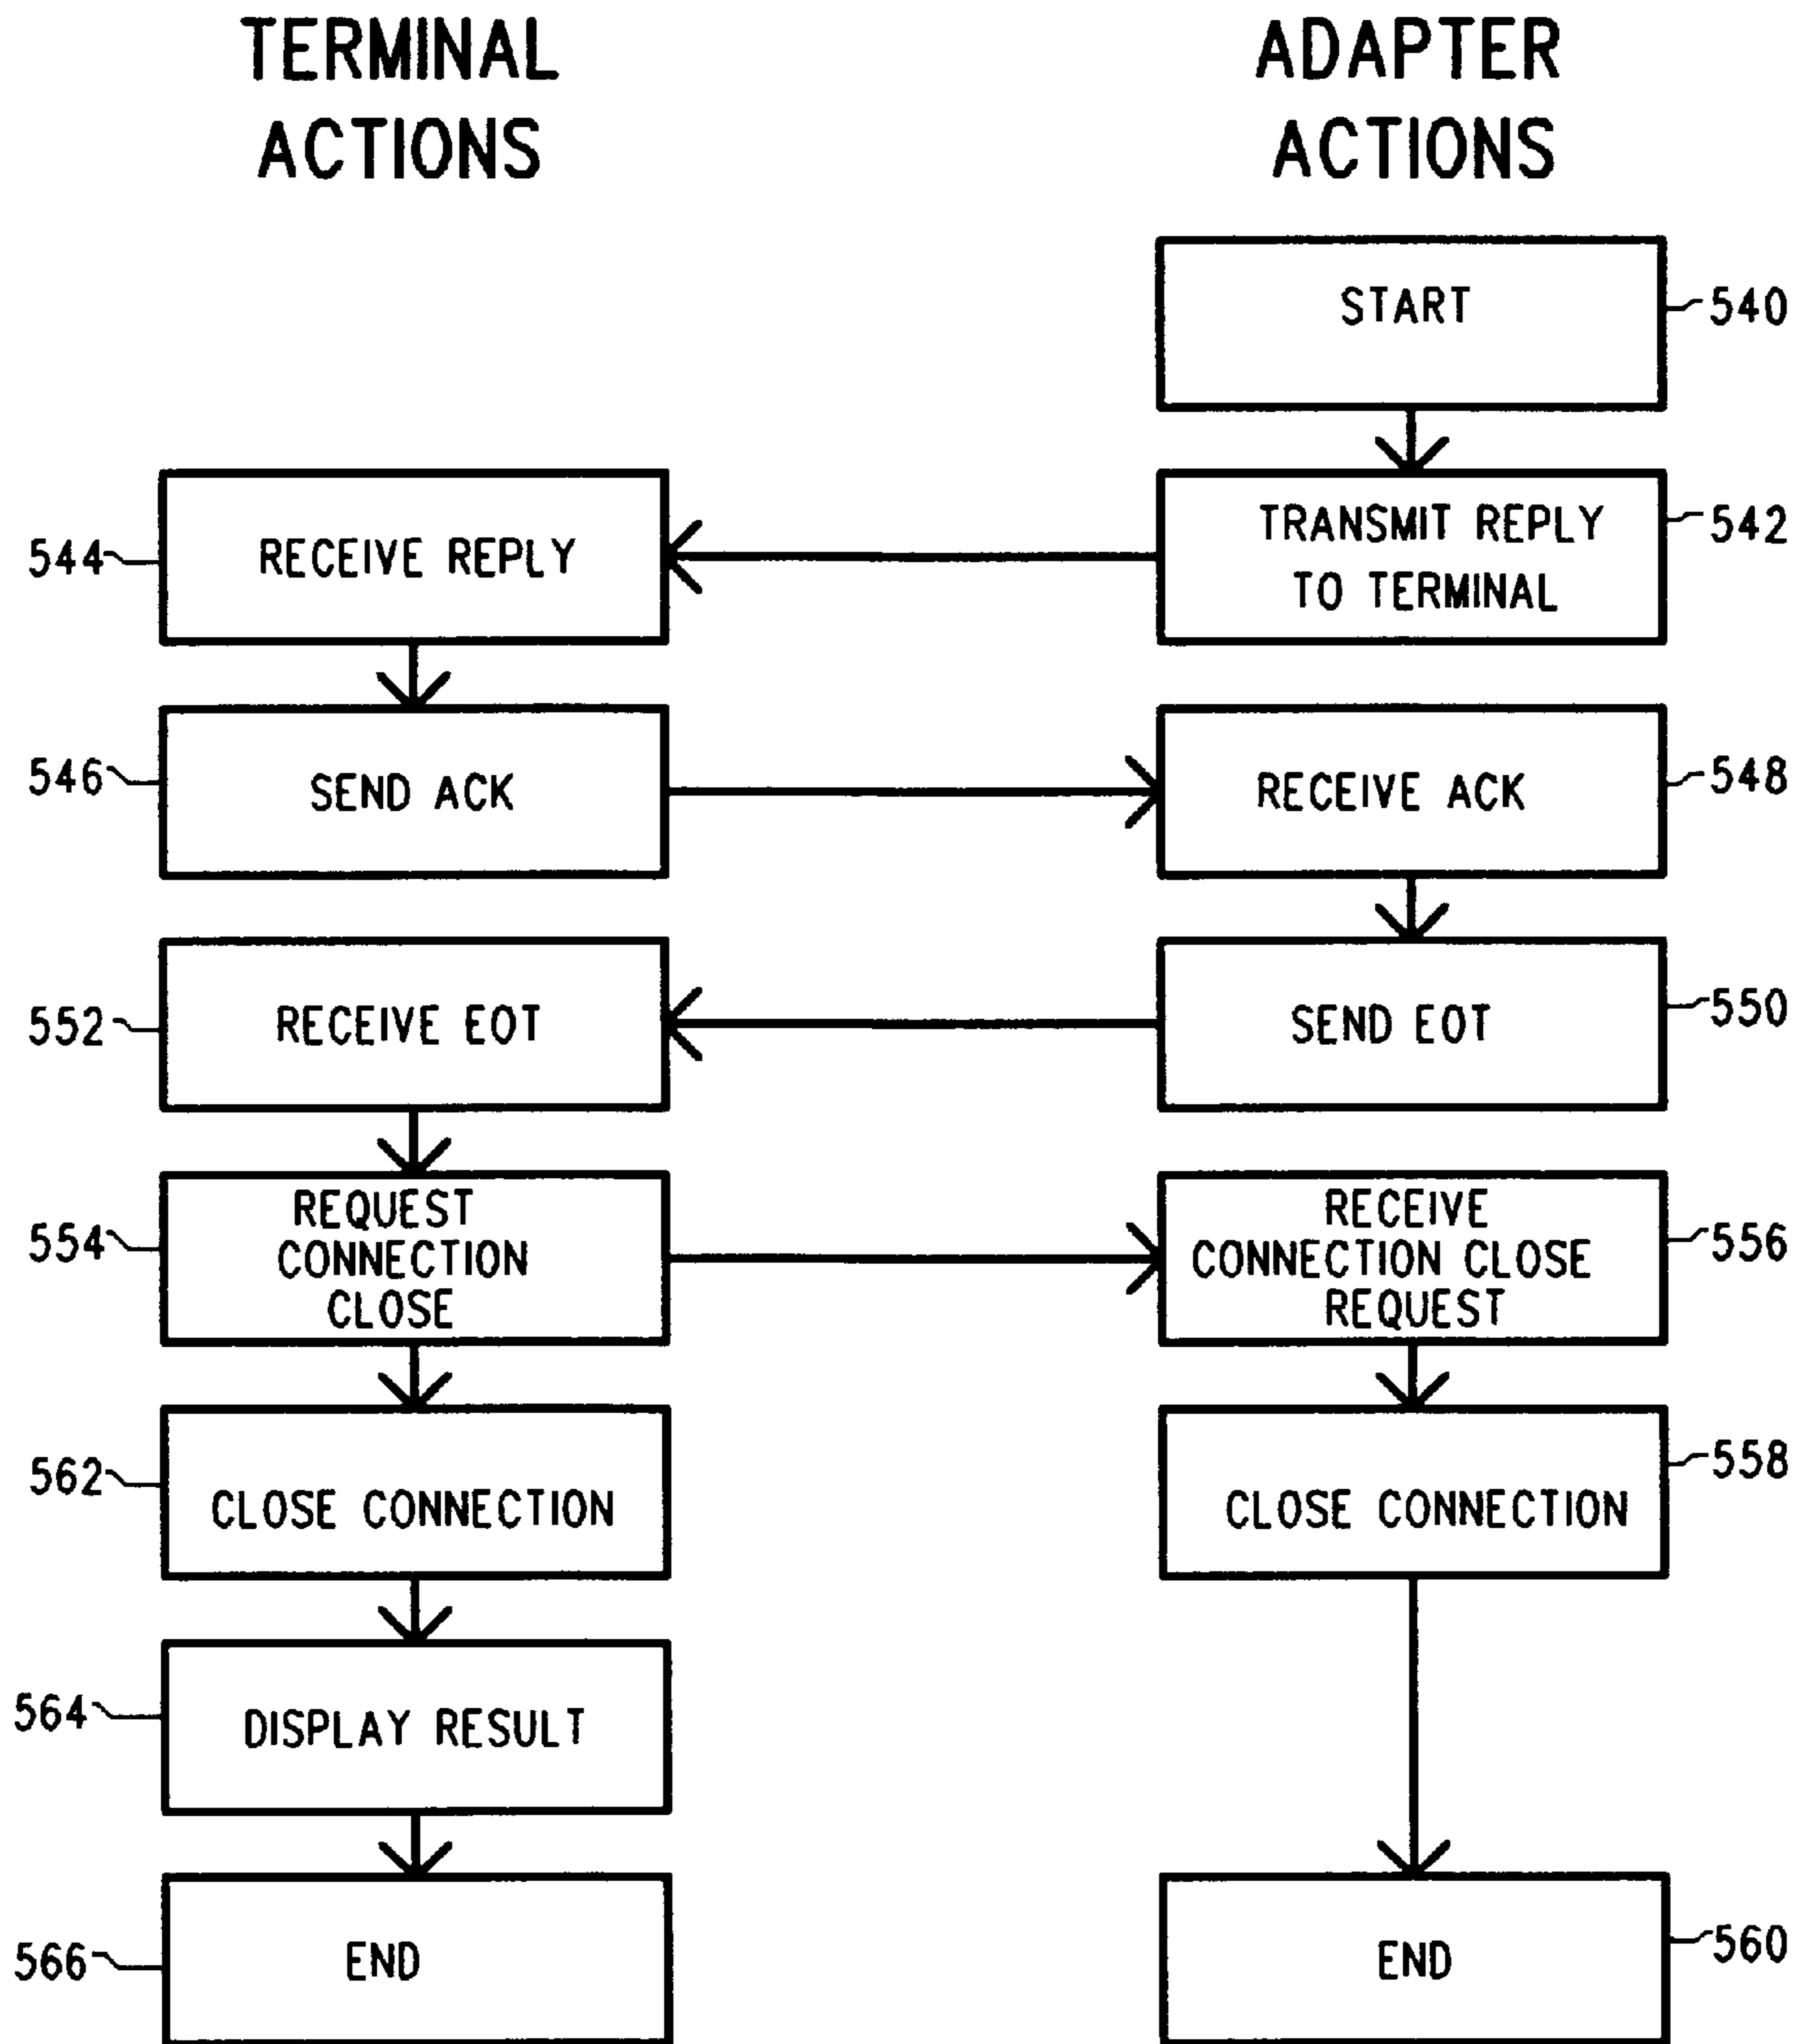 TERMINAL
ACTIONS
ADAPTER
ACTIONS
START
540
TRANSMIT REPLY
TO TERMINAL
542
544
RECEIVE REPLY
546
SEND ACK
RECEIVE ACK
548
552
RECEIVE EOT
SEND EOT
550
554
REQUEST
CONNECTION
CLOSE
RECEIVE
CONNECTION CLOSE
REQUEST
556
562
CLOSE CONNECTION
CLOSE CONNECTION
558
564
DISPLAY RESULT
566
END
END
560